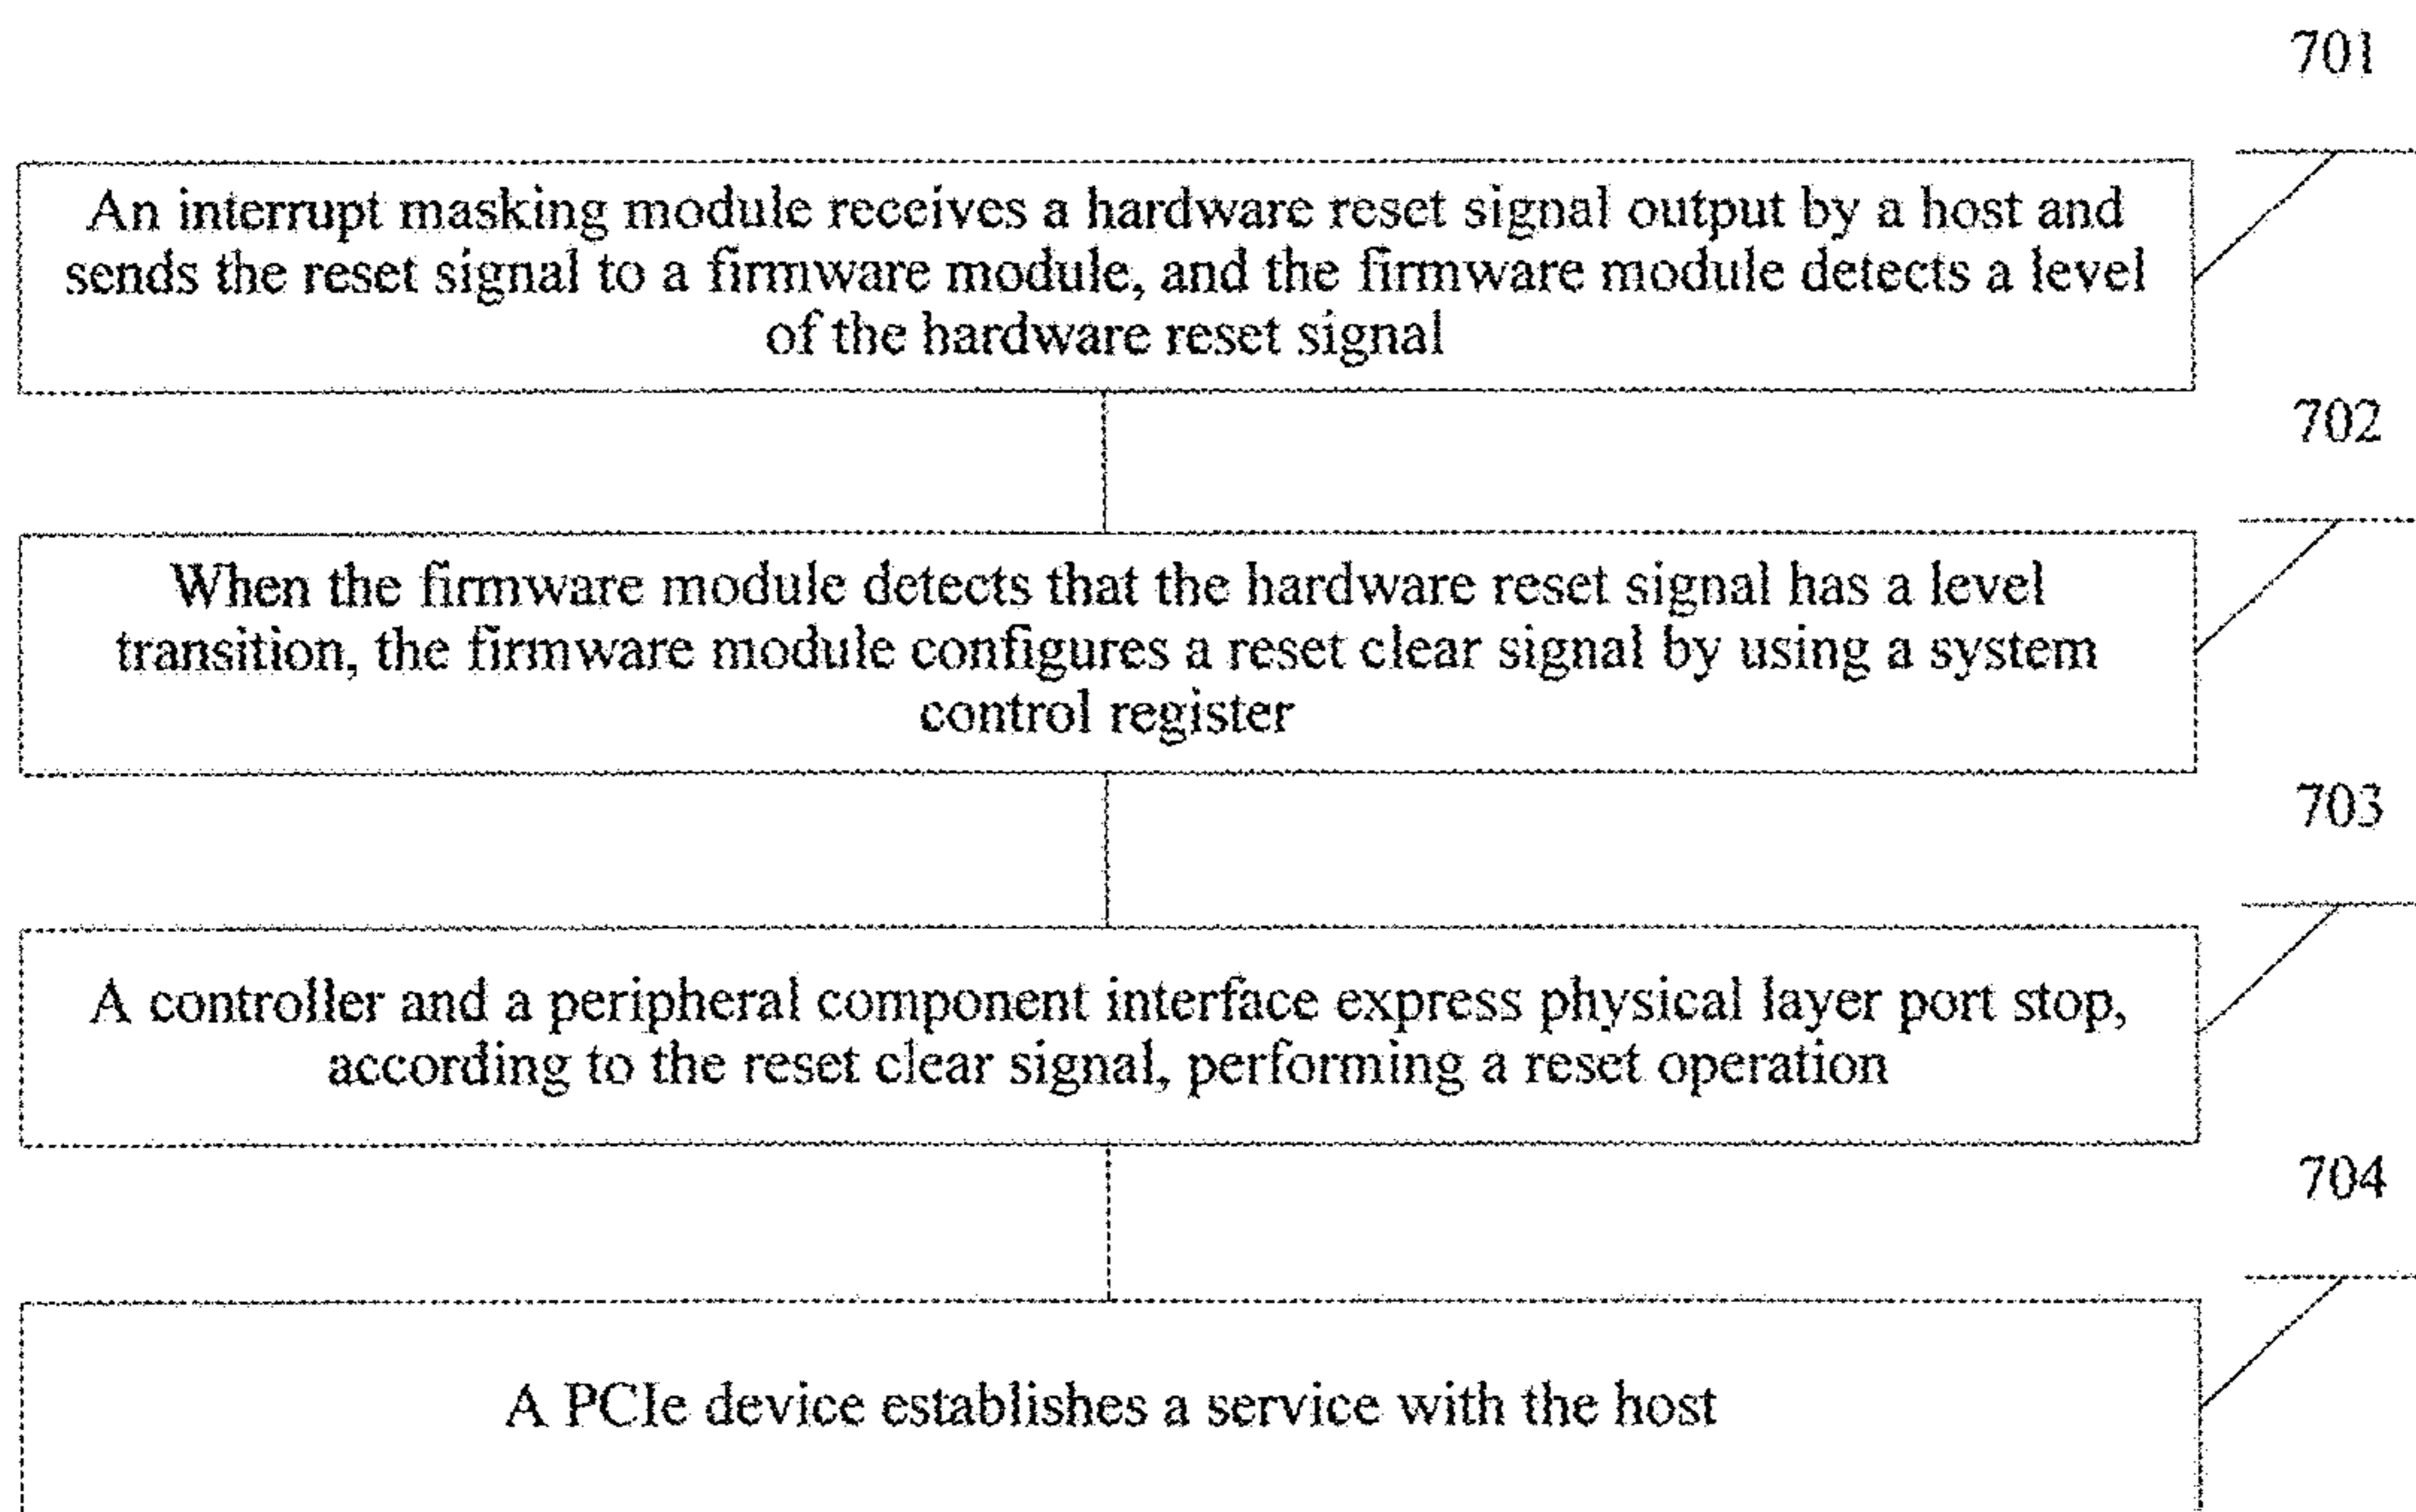 701
An interrupt masking module receives a hardware reset signal output by a host and
sends the reset signal to a firmware module, and the firmware module detects a level
of the hardware reset signal
702
When the firmware module detects that the hardware reset signal has a level
transition, the firmware module configures a reset clear signal by using a system
control register
703
A controller and a peripheral component interface express physical layer port stop,
according to the reset clear signal, performing a reset operation
704
A PCIe device establishes a service with the host